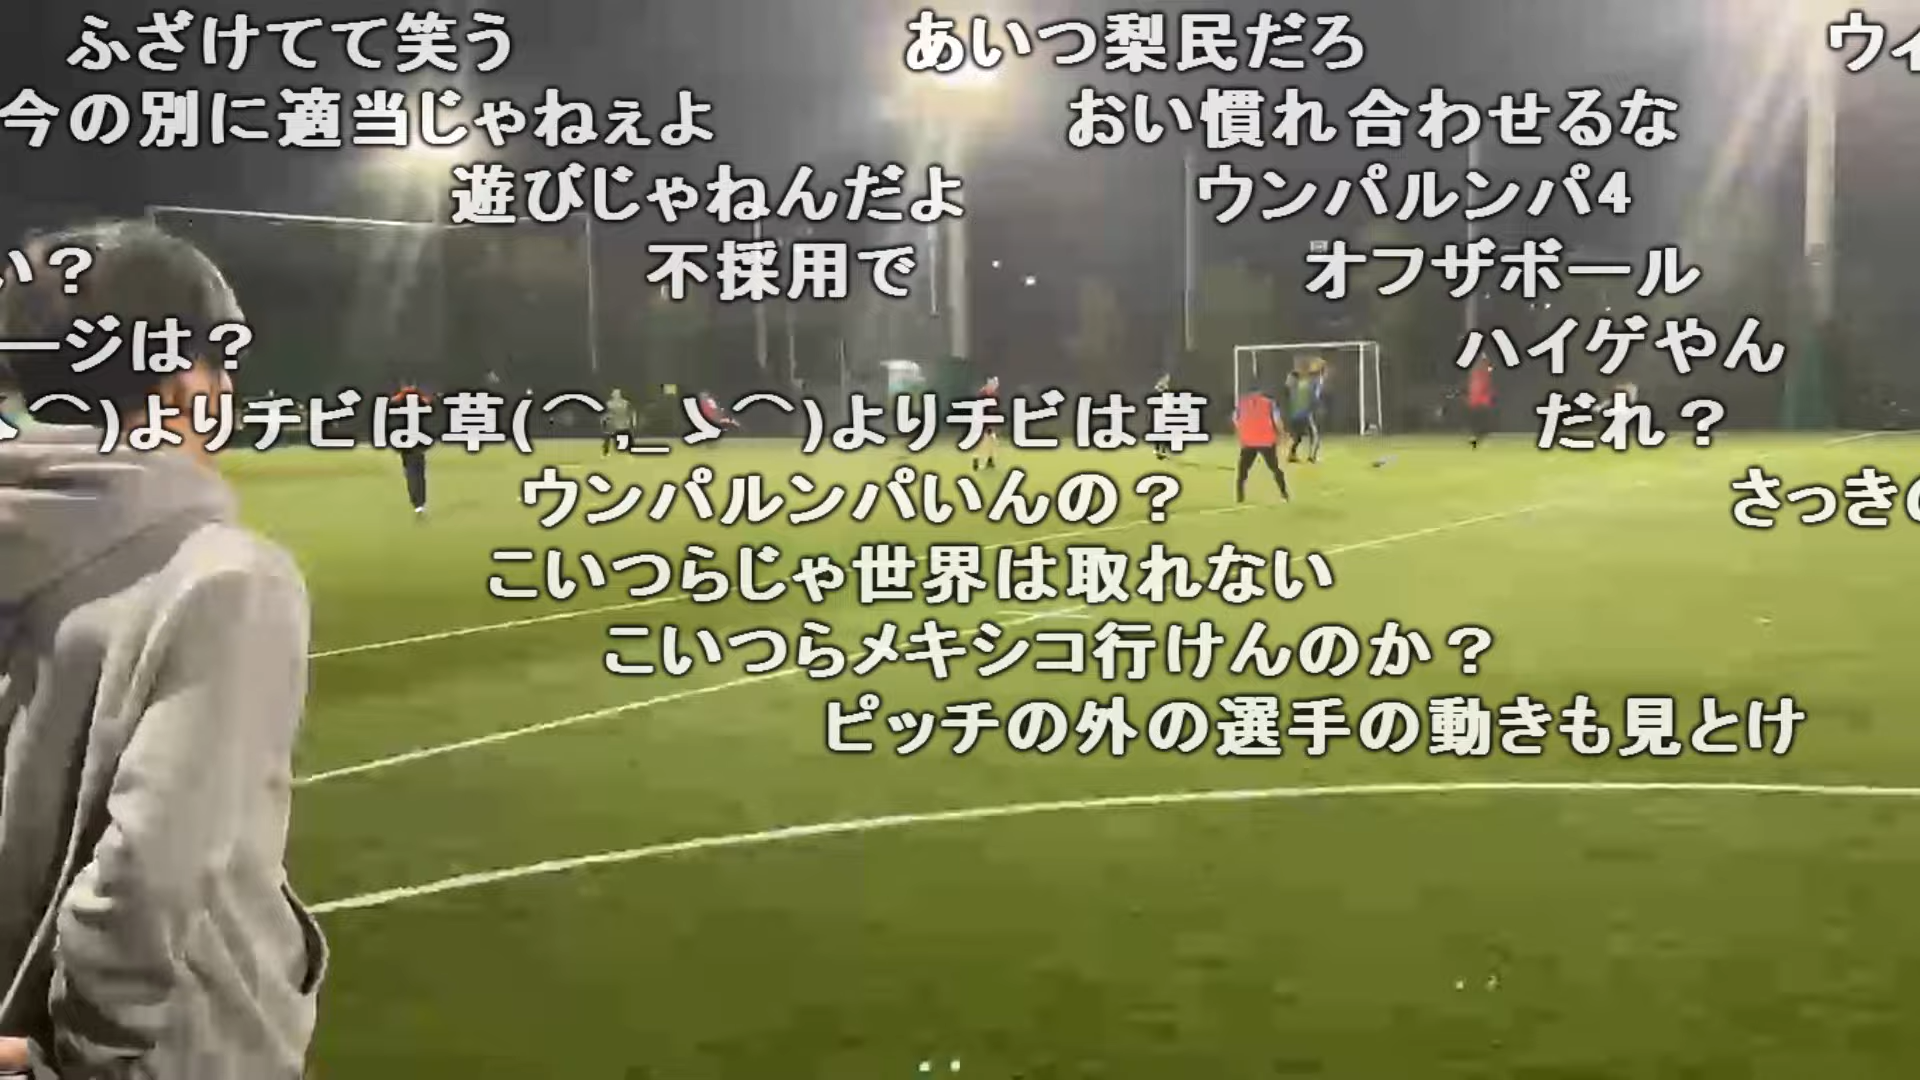 ふざけてて笑う
あいつ梨民だろ
ウィ
今の別に適当じゃねぇよ
おい慣れ合わせるな
遊びじゃねんだよ
ウンパルンパ4
い？
不採用で
オフザボール
ージは？
ハイゲやん
ゝ⌒)よりチビは草(⌒,_ゝ⌒)よりチビは草
だれ？
ウンパルンパいんの？
さっきの
こいつらじゃ世界は取れない
こいつらメキシコ行けんのか？
ピッチの外の選手の動きも見とけ